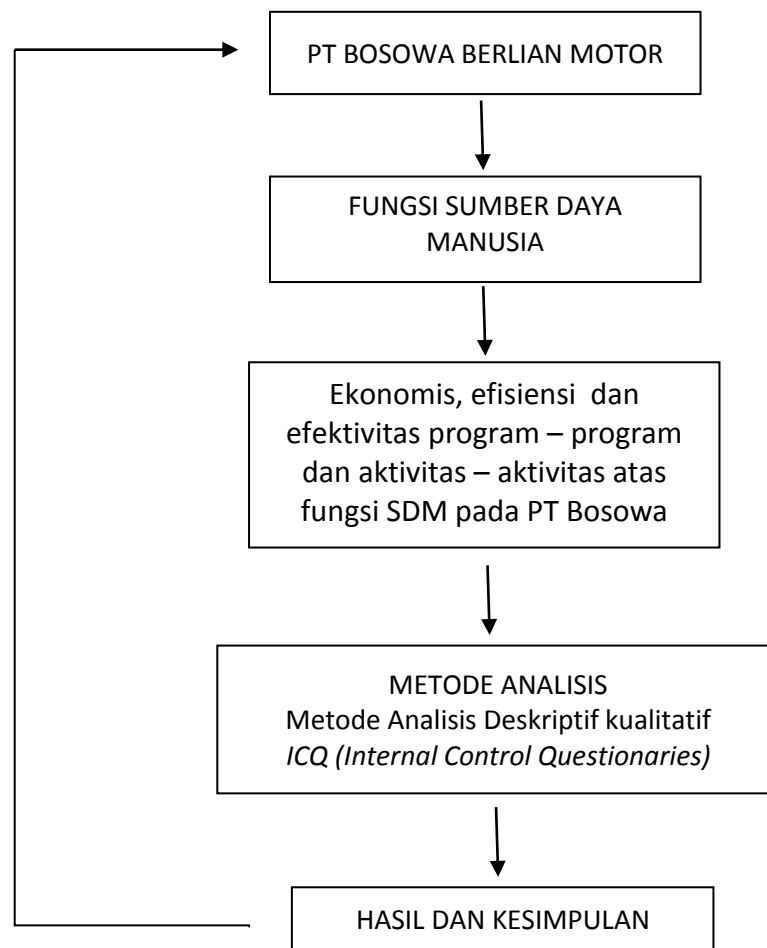 PT BOSOWA BERLIAN MOTOR
FUNGSI SUMBER DAYA
MANUSIA
Ekonomis, efisiensi dan
efektivitas program – program
dan aktivitas – aktivitas atas
fungsi SDM pada PT Bosowa
METODE ANALISIS
Metode Analisis Deskriptif kualitatif
ICQ (Internal Control Questionaries)
HASIL DAN KESIMPULAN